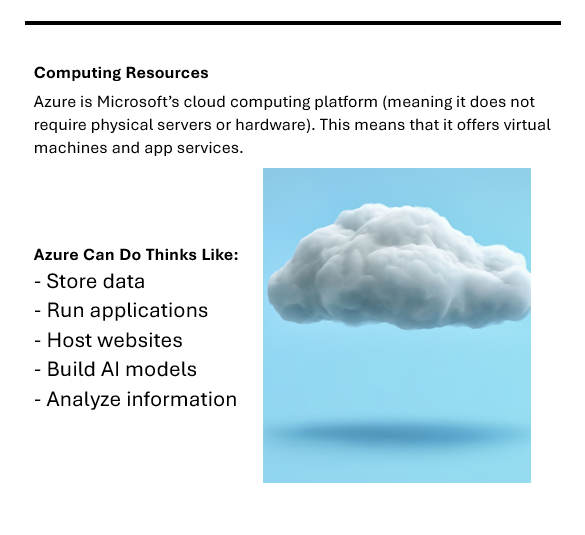 Computing Resources
Azure is Microsoft's cloud computing platform (meaning it does not
require physical servers or hardware). This means that it offers virtual
machines and app services.
Azure Can Do Thinks Like:
- Store data
- Run applications
- Host websites
- Build AI models
- Analyze information